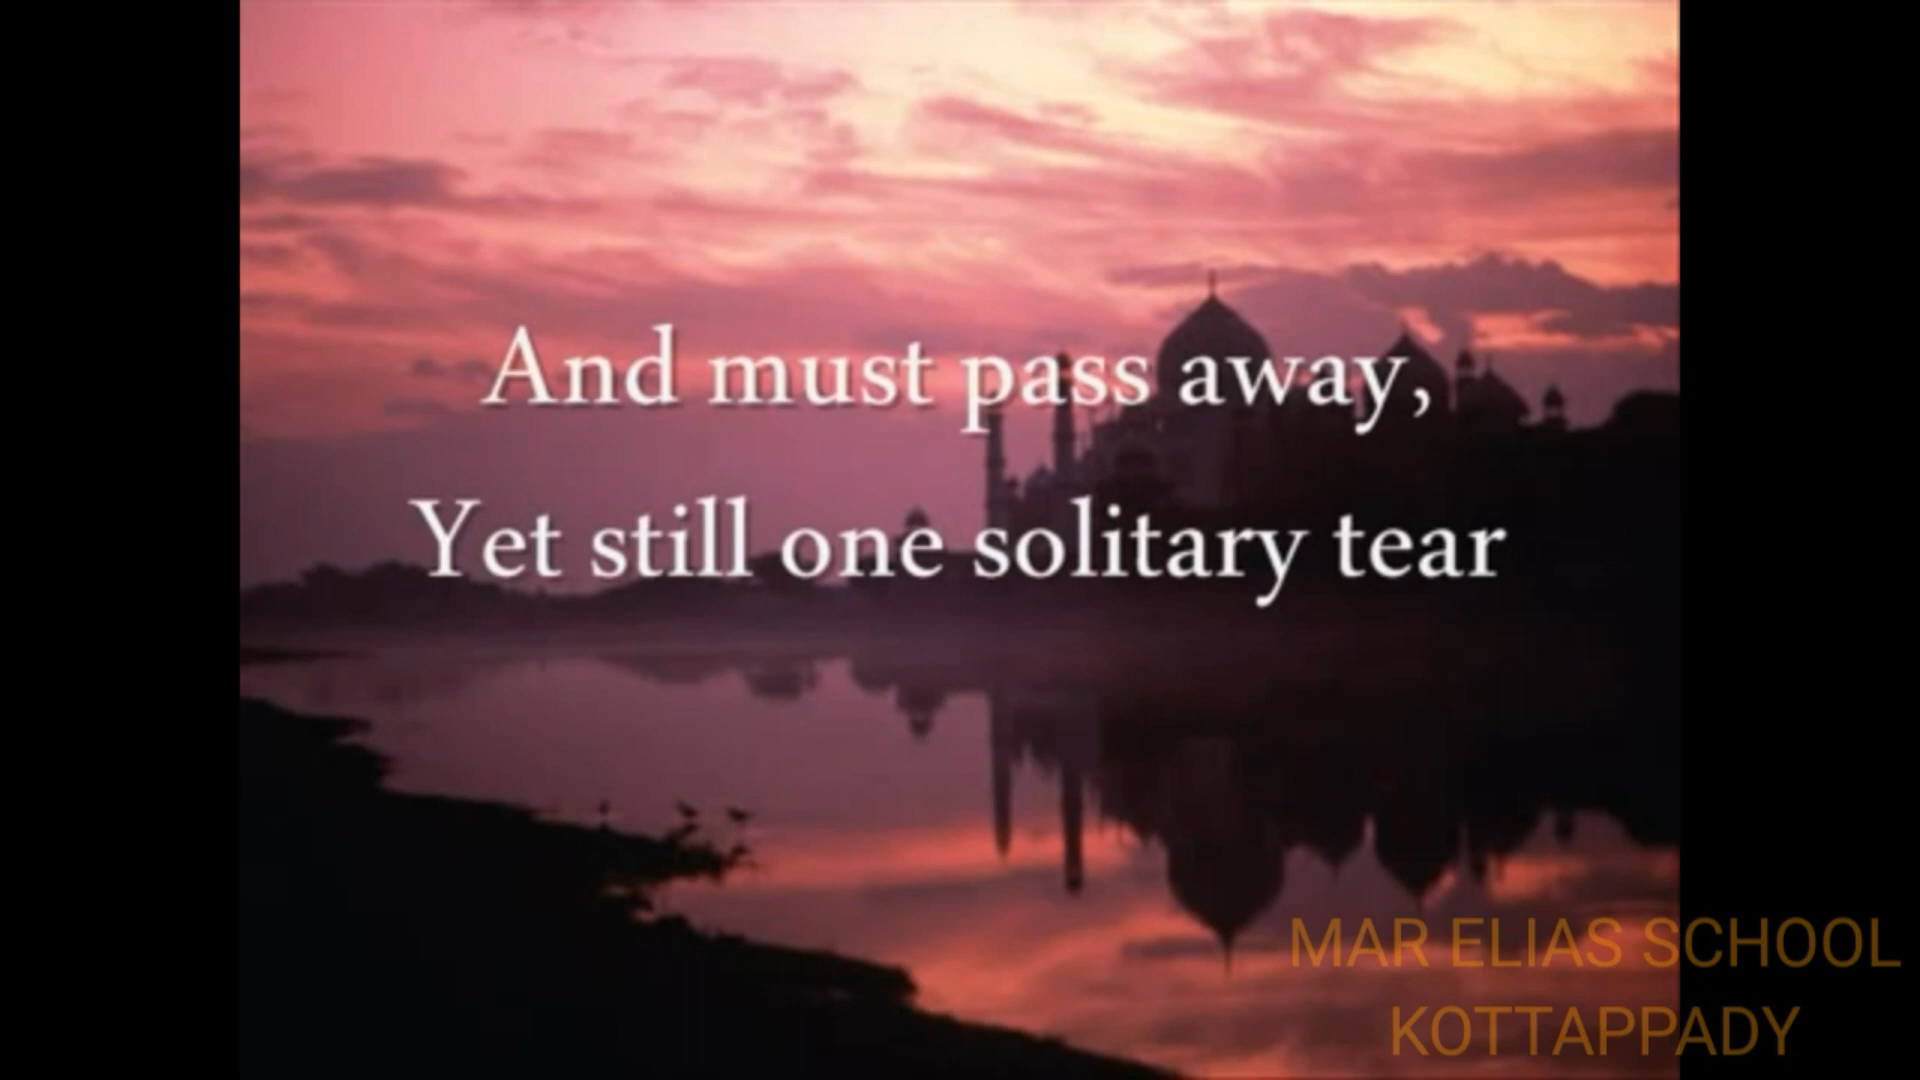 And must pass away,
Yet still one solitary tear
MAR ELIAS SCHOOL
KOTTAPPADY